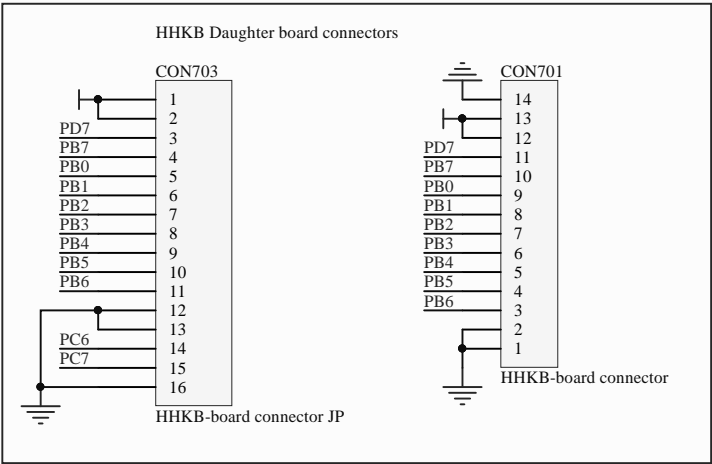 HHKB Daughter board connectors
CON703
1
2
PD7 3
PB7 4
PB0 5
PB1 6
PB2 7
PB3 8
PB4 9
PB5 10
PB6 11
12
13
PC6 14
PC7 15
16
HHKB-board connector JP
CON701
14
13
12
PD7 11
PB7 10
PB0 9
PB1 8
PB2 7
PB3 6
PB4 5
PB5 4
PB6 3
2
1
HHKB-board connector